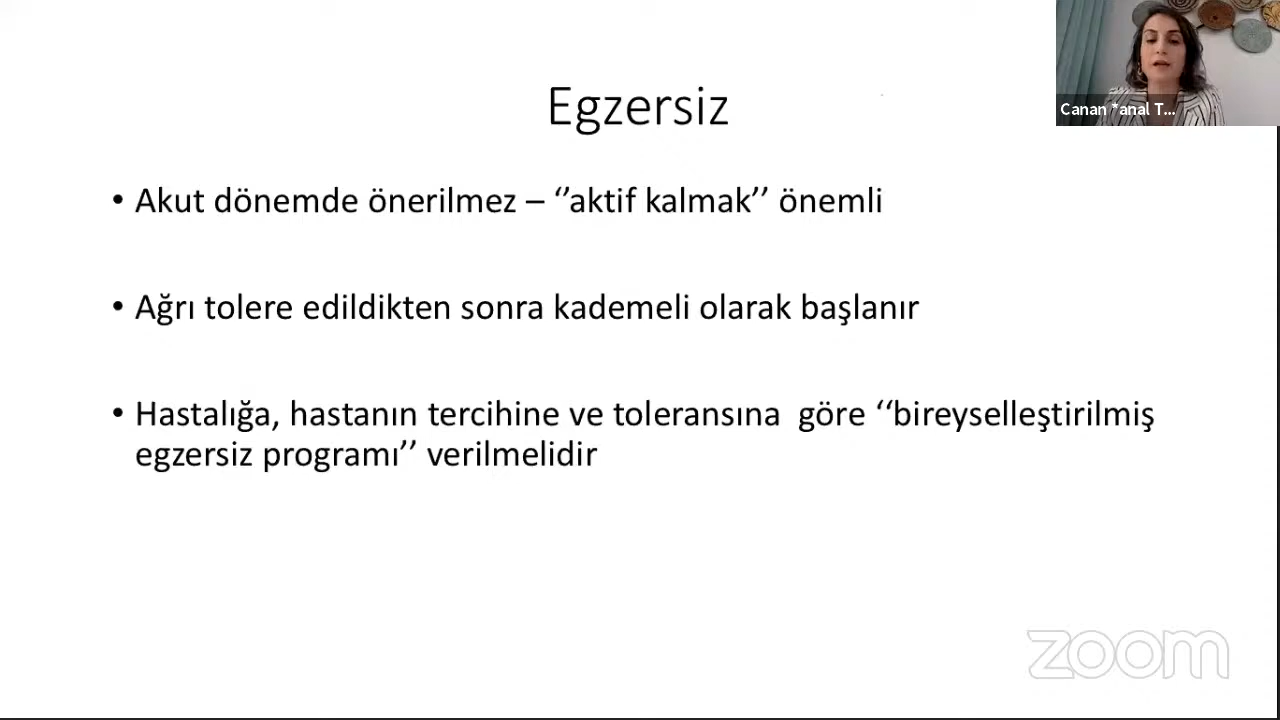 Egzersiz
Canan *anal T...
• Akut dönemde önerilmez – ‘’aktif kalmak’’ önemli
• Ağrı tolere edildikten sonra kademeli olarak başlanır
• Hastalığa, hastanın tercihine ve toleransına  göre ‘‘bireyselleştirilmiş
egzersiz programı’’ verilmelidir
zoom